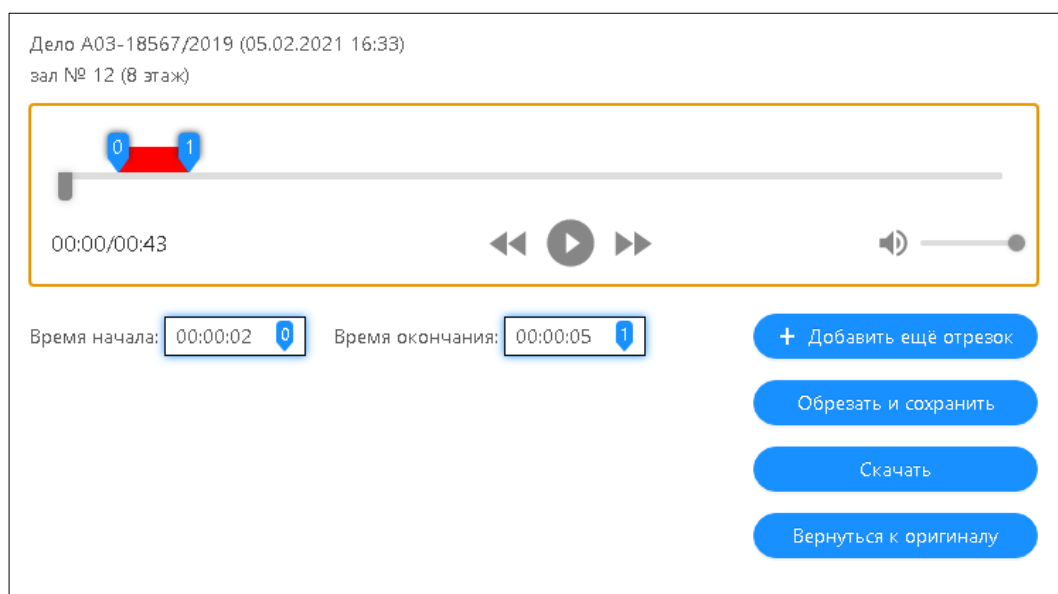 Дело А03-18567/2019 (05.02.2021 16:33)
зал № 12 (8 этаж)
0 1
00:00/00:43
Время начала: 00:00:02 0 Время окончания: 00:00:05 1
+ Добавить ещё отрезок
Обрезать и сохранить
Скачать
Вернуться к оригиналу